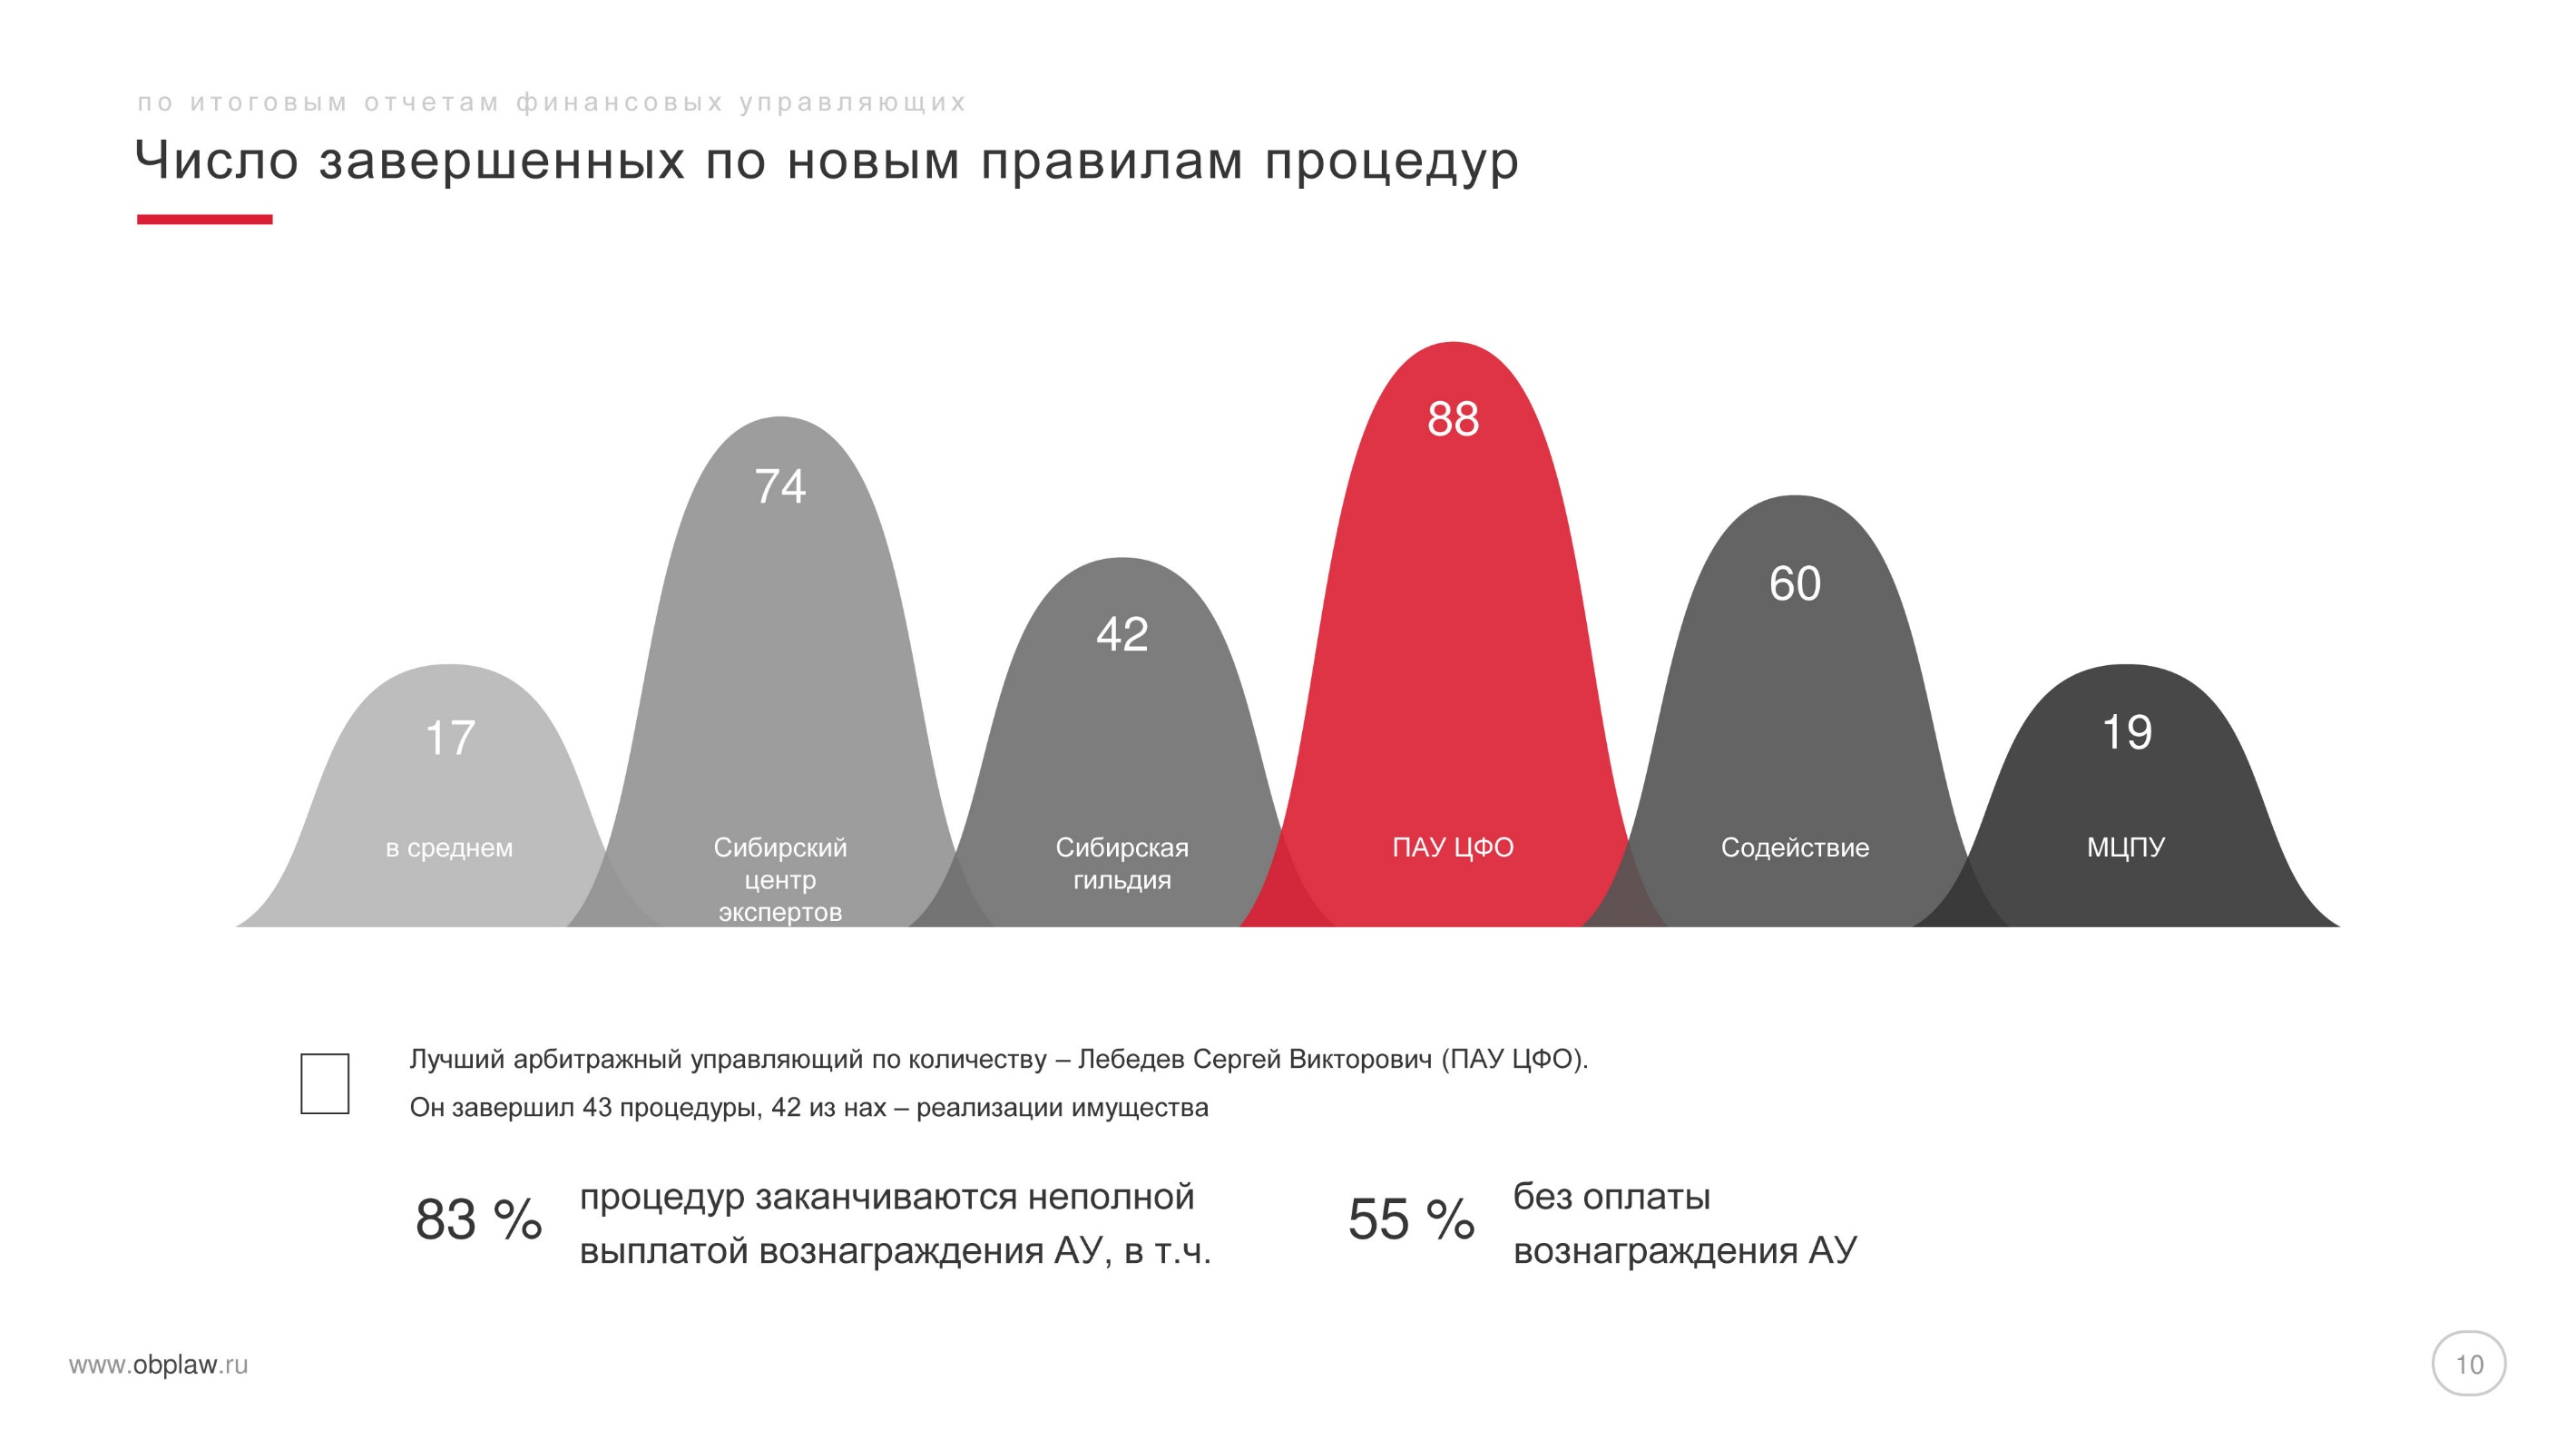 по итоговым отчетам финансовых управляющих
Число завершенных по новым правилам процедур
88
74
60
42
17
19
в среднем
Сибирский
центр
экспертов
Сибирская
гильдия
ПАУ ЦФО
Содействие
МЦПУ
Лучший арбитражный управляющий по количеству – Лебедев Сергей Викторович (ПАУ ЦФО).
Он завершил 43 процедуры, 42 из нах – реализации имущества
83 %
процедур заканчиваются неполной
выплатой вознаграждения АУ, в т.ч.
55 %
без оплаты
вознаграждения АУ
www.obplaw.ru
10